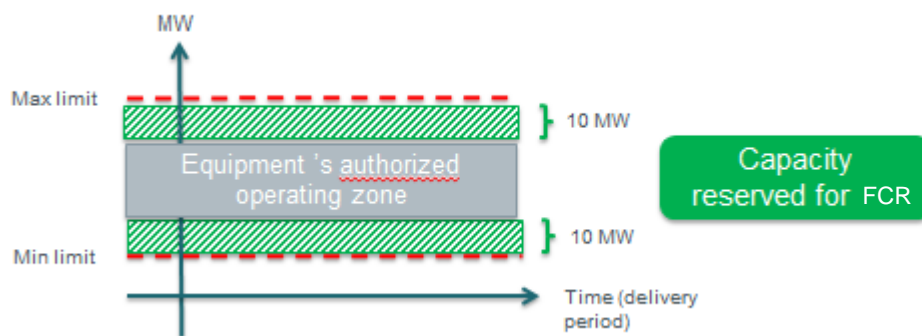 MW
Max limit
10 MW
Equipment 's authorized
operating zone
Capacity
reserved for FCR
10 MW
Min limit
Time (delivery
period)